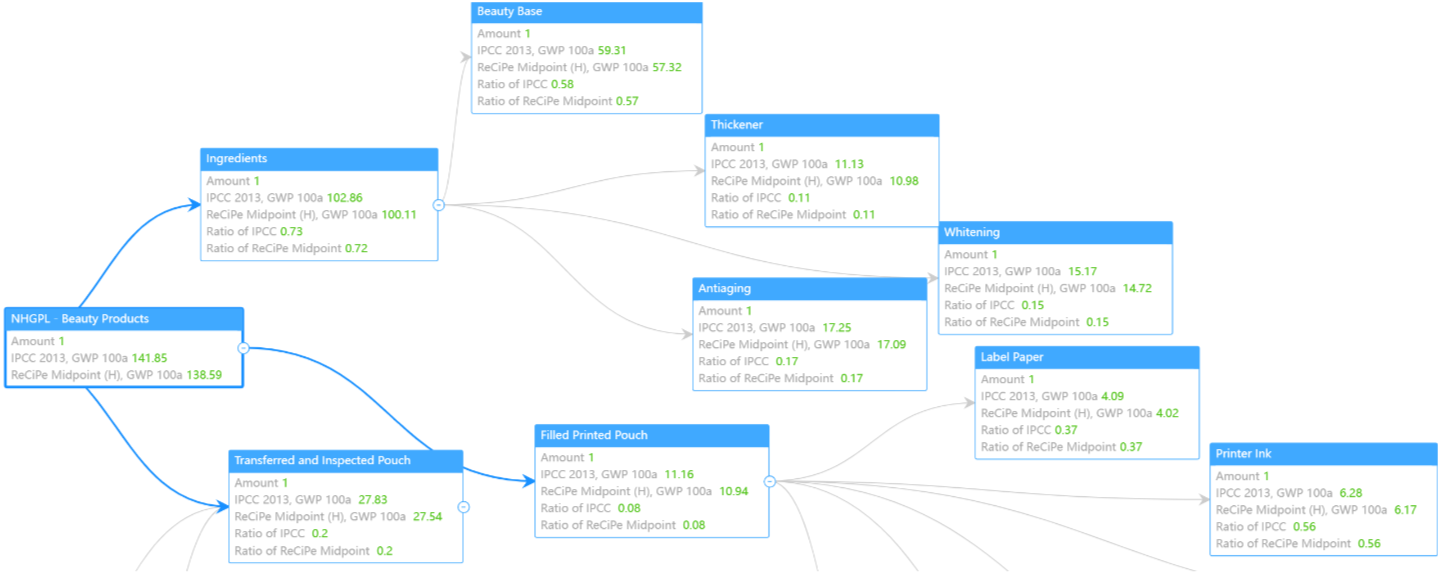 Beauty Base
Amount 1
IPCC 2013, GWP 100a 59.31
ReCiPe Midpoint (H), GWP 100a 57.32
Ratio of IPCC 0.58
Ratio of ReCiPe Midpoint 0.57
Thickener
Amount 1
IPCC 2013, GWP 100a 11.13
ReCiPe Midpoint (H), GWP 100a 10.98
Ratio of IPCC 0.11
Ratio of ReCiPe Midpoint 0.11
Ingredients
Amount 1
IPCC 2013, GWP 100a 102.86
ReCiPe Midpoint (H), GWP 100a 100.11
Ratio of IPCC 0.73
Ratio of ReCiPe Midpoint 0.72
Whitening
Amount 1
IPCC 2013, GWP 100a 15.17
ReCiPe Midpoint (H), GWP 100a 14.72
Ratio of IPCC 0.15
Ratio of ReCiPe Midpoint 0.15
Antiaging
Amount 1
IPCC 2013, GWP 100a 17.25
ReCiPe Midpoint (H), GWP 100a 17.09
Ratio of IPCC 0.17
Ratio of ReCiPe Midpoint 0.17
NHGPL - Beauty Products
Amount 1
IPCC 2013, GWP 100a 141.85
ReCiPe Midpoint (H), GWP 100a 138.59
Label Paper
Amount 1
IPCC 2013, GWP 100a 4.09
ReCiPe Midpoint (H), GWP 100a 4.02
Ratio of IPCC 0.37
Ratio of ReCiPe Midpoint 0.37
Filled Printed Pouch
Amount 1
IPCC 2013, GWP 100a 11.16
ReCiPe Midpoint (H), GWP 100a 10.94
Ratio of IPCC 0.08
Ratio of ReCiPe Midpoint 0.08
Transferred and Inspected Pouch
Amount 1
IPCC 2013, GWP 100a 27.83
ReCiPe Midpoint (H), GWP 100a 27.54
Ratio of IPCC 0.2
Ratio of ReCiPe Midpoint 0.2
Printer Ink
Amount 1
IPCC 2013, GWP 100a 6.28
ReCiPe Midpoint (H), GWP 100a 6.17
Ratio of IPCC 0.56
Ratio of ReCiPe Midpoint 0.56